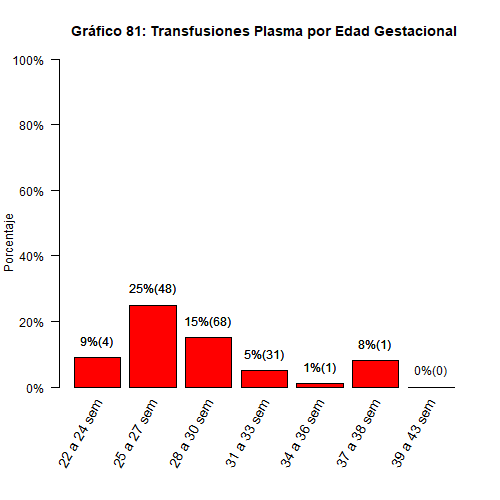 Gráfico 81: Transfusiones Plasma por Edad Gestacional
Porcentaje
100%
80%
60%
40%
20%
0%
9%(4)
25%(48)
15%(68)
5%(31)
1%(1)
8%(1)
0%(0)
22 a 24 sem
25 a 27 sem
28 a 30 sem
31 a 33 sem
34 a 36 sem
37 a 38 sem
39 a 43 sem